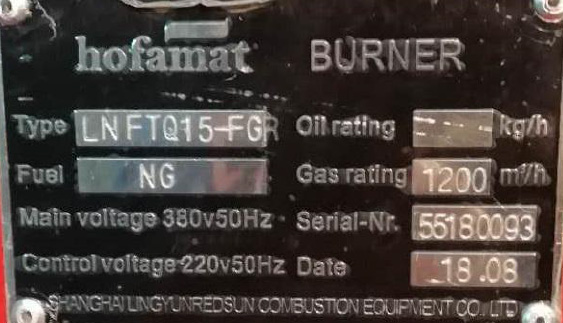 hofamat BURNER
Type LNFTQ15-FGR Oil rating -- -- kg/h
Fuel NG Gas rating 1200 m³/h
Main voltage 380v50Hz Serial-Nr. 55180093
Control voltage 220v50Hz Date 18.08
SHANGHAI LINGYUNREDSUN COMBUSTION EQUIPMENT CO. LTD